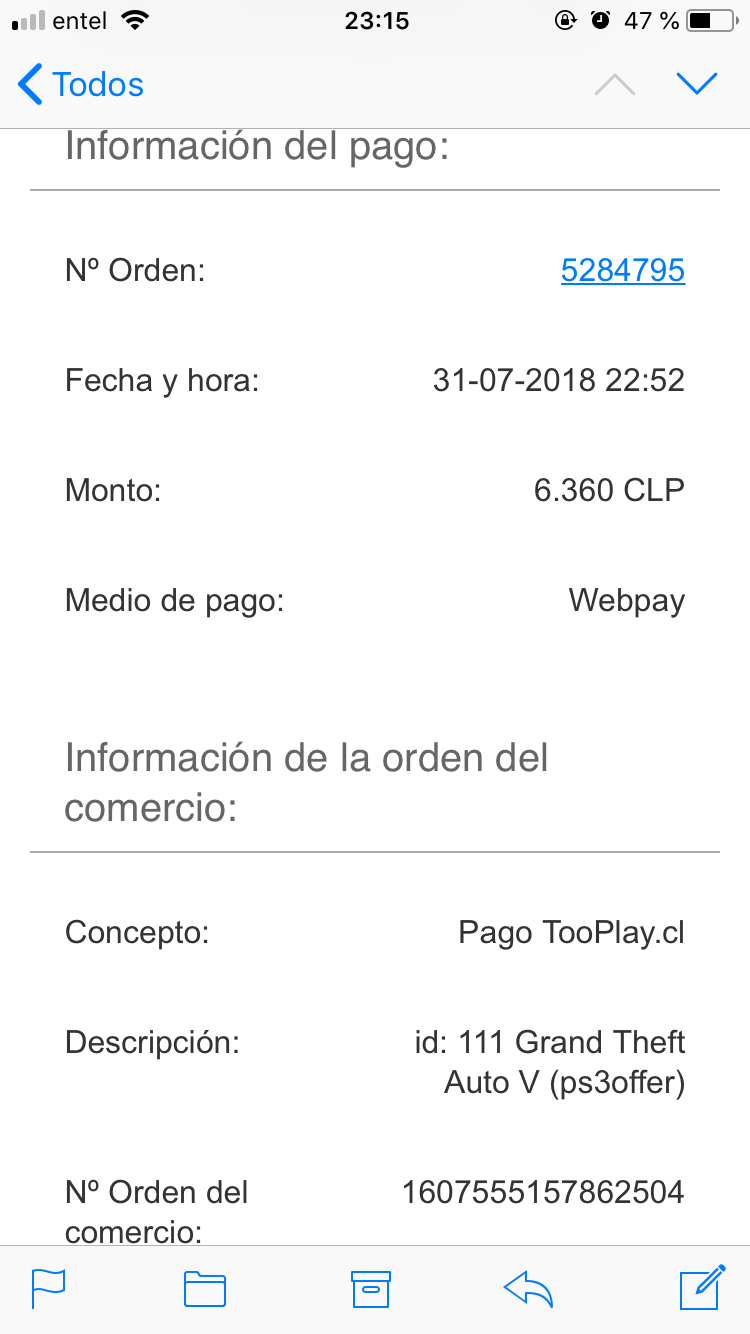 entel 23:15 47 %
Todos
Información del pago:
Nº Orden: 5284795
Fecha y hora: 31-07-2018 22:52
Monto: 6.360 CLP
Medio de pago: Webpay
Información de la orden del
comercio:
Concepto: Pago TooPlay.cl
Descripción: id: 111 Grand Theft
Auto V (ps3offer)
Nº Orden del 1607555157862504
comercio: